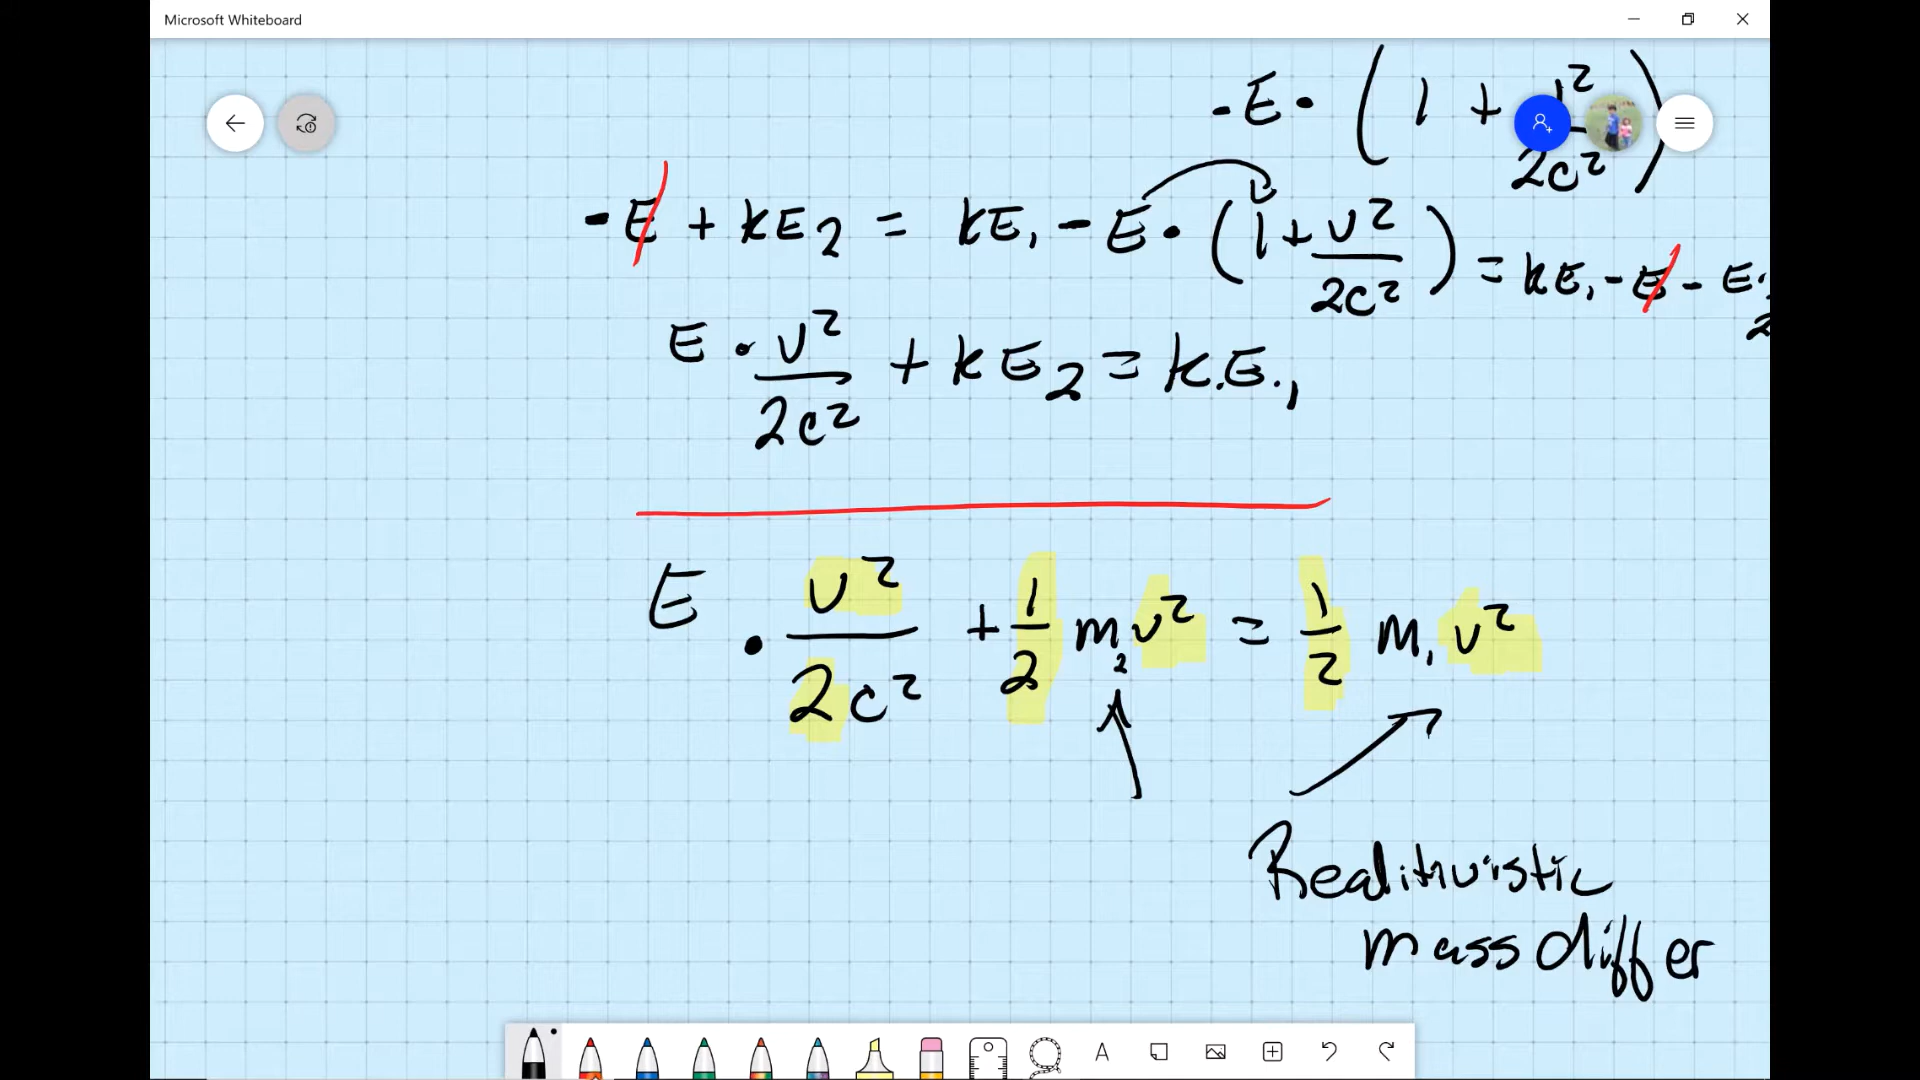 Microsoft Whiteboard
-E · (1 + v²/2c²)
-E + KE₂ = KE₁ - E · (1 + v²/2c²) = KE₁ - E - E ·
E · v²/2c² + KE₂ = K.E.₁
E · v²/2c² + 1/2 m₂v² = 1/2 m₁v²
Realitivistic
mass differ
A